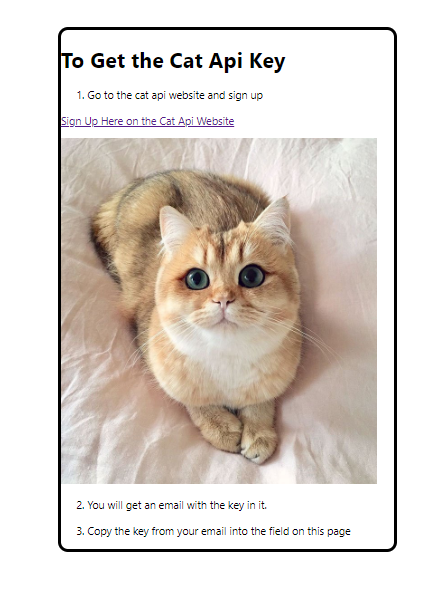 To Get the Cat Api Key
1. Go to the cat api website and sign up
Sign Up Here on the Cat Api Website
2. You will get an email with the key in it.
3. Copy the key from your email into the field on this page